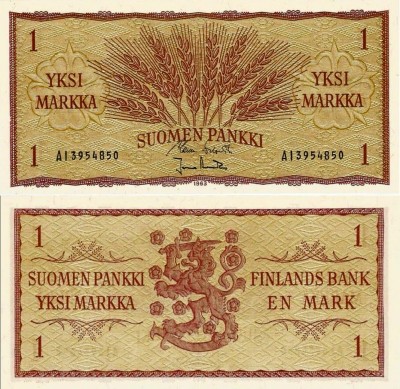 1 1
YKSI MARKKA
YKSI MARKKA
SUOMEN PANKKI
A13954850
A13954850
1 1
1963
1 1
SUOMEN PANKKI
YKSI MARKKA
FINLANDS BANK
EN MARK
1 1